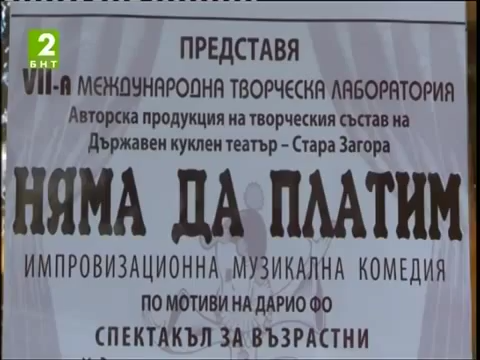 2
БНТ
ПРЕДСТАВЯ
VII-а МЕЖДУНАРОДНА ТВОРЧЕСКА ЛАБОРАТОРИЯ
Авторска продукция на творческия състав на
Държавен куклен театър – Стара Загора
НЯМА ДА ПЛАТИМ
ИМПРОВИЗАЦИОННА МУЗИКАЛНА КОМЕДИЯ
ПО МОТИВИ НА ДАРИО ФО
СПЕКТАКЪЛ ЗА ВЪЗРАСТНИ